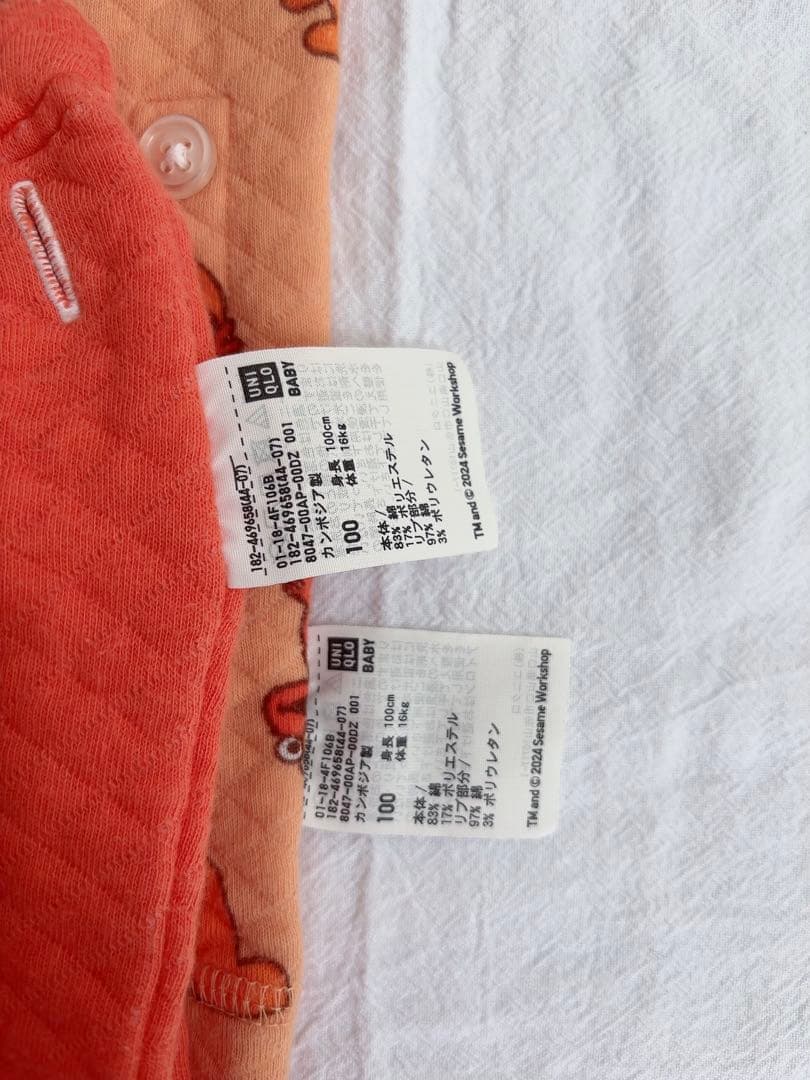 182-469658(44-07)
UNI
QLO
BABY
01-18-4F106B
182-469658(44-07)
8047-00AP-00DZ 001
カンボジア製
身長 100cm
100
体重 16kg
本体/
83% 綿
17% ポリエステル
リブ部分/
97% 綿
3% ポリウレタン
TM and © 2024 Sesame Workshop
UNI
QLO
BABY
01-18-4F106B
182-469658(44-07)
8047-00AP-00DZ 001
カンボジア製
身長 100cm
100
体重 16kg
本体/
83% 綿
17% ポリエステル
リブ部分/
97% 綿
3% ポリウレタン
TM and © 2024 Sesame Workshop